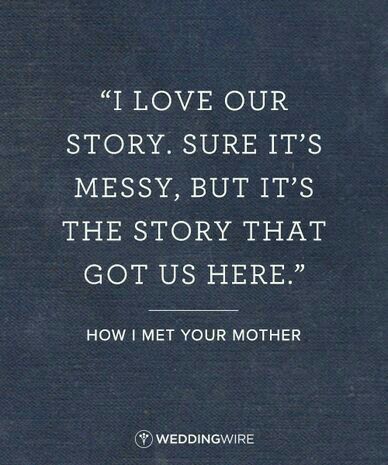 “I LOVE OUR
STORY. SURE IT’S
MESSY, BUT IT’S
THE STORY THAT
GOT US HERE.”
HOW I MET YOUR MOTHER
WEDDINGWIRE